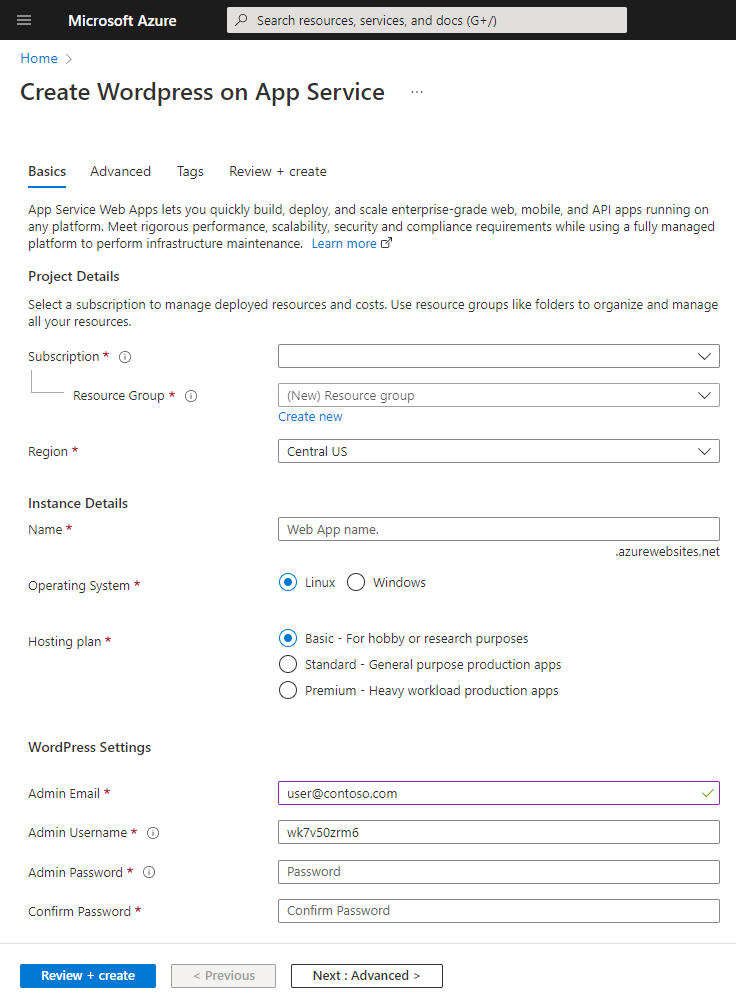 Microsoft Azure
Search resources, services, and docs (G+/)
Home >
Create Wordpress on App Service ...
Basics Advanced Tags Review + create
App Service Web Apps lets you quickly build, deploy, and scale enterprise-grade web, mobile, and API apps running on
any platform. Meet rigorous performance, scalability, security and compliance requirements while using a fully managed
platform to perform infrastructure maintenance. Learn more
Project Details
Select a subscription to manage deployed resources and costs. Use resource groups like folders to organize and manage
all your resources.
Subscription *
Resource Group * (New) Resource group
Create new
Region * Central US
Instance Details
Name * Web App name.
.azurewebsites.net
Operating System * Linux Windows
Hosting plan * Basic - For hobby or research purposes
Standard - General purpose production apps
Premium - Heavy workload production apps
WordPress Settings
Admin Email * user@contoso.com
Admin Username * wk7v50zrm6
Admin Password * Password
Confirm Password * Confirm Password
Review + create < Previous Next : Advanced >